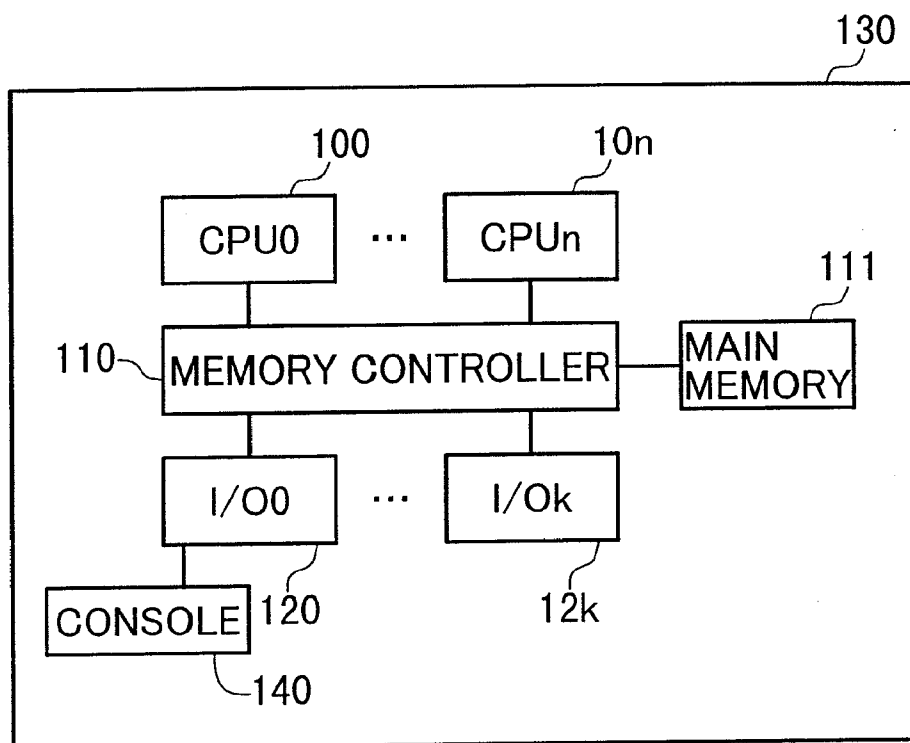 130
100
10n
CPU0 ... CPUn
111
110 MEMORY CONTROLLER
MAIN
MEMORY
I/O0 ... I/Ok
120
12k
CONSOLE
140